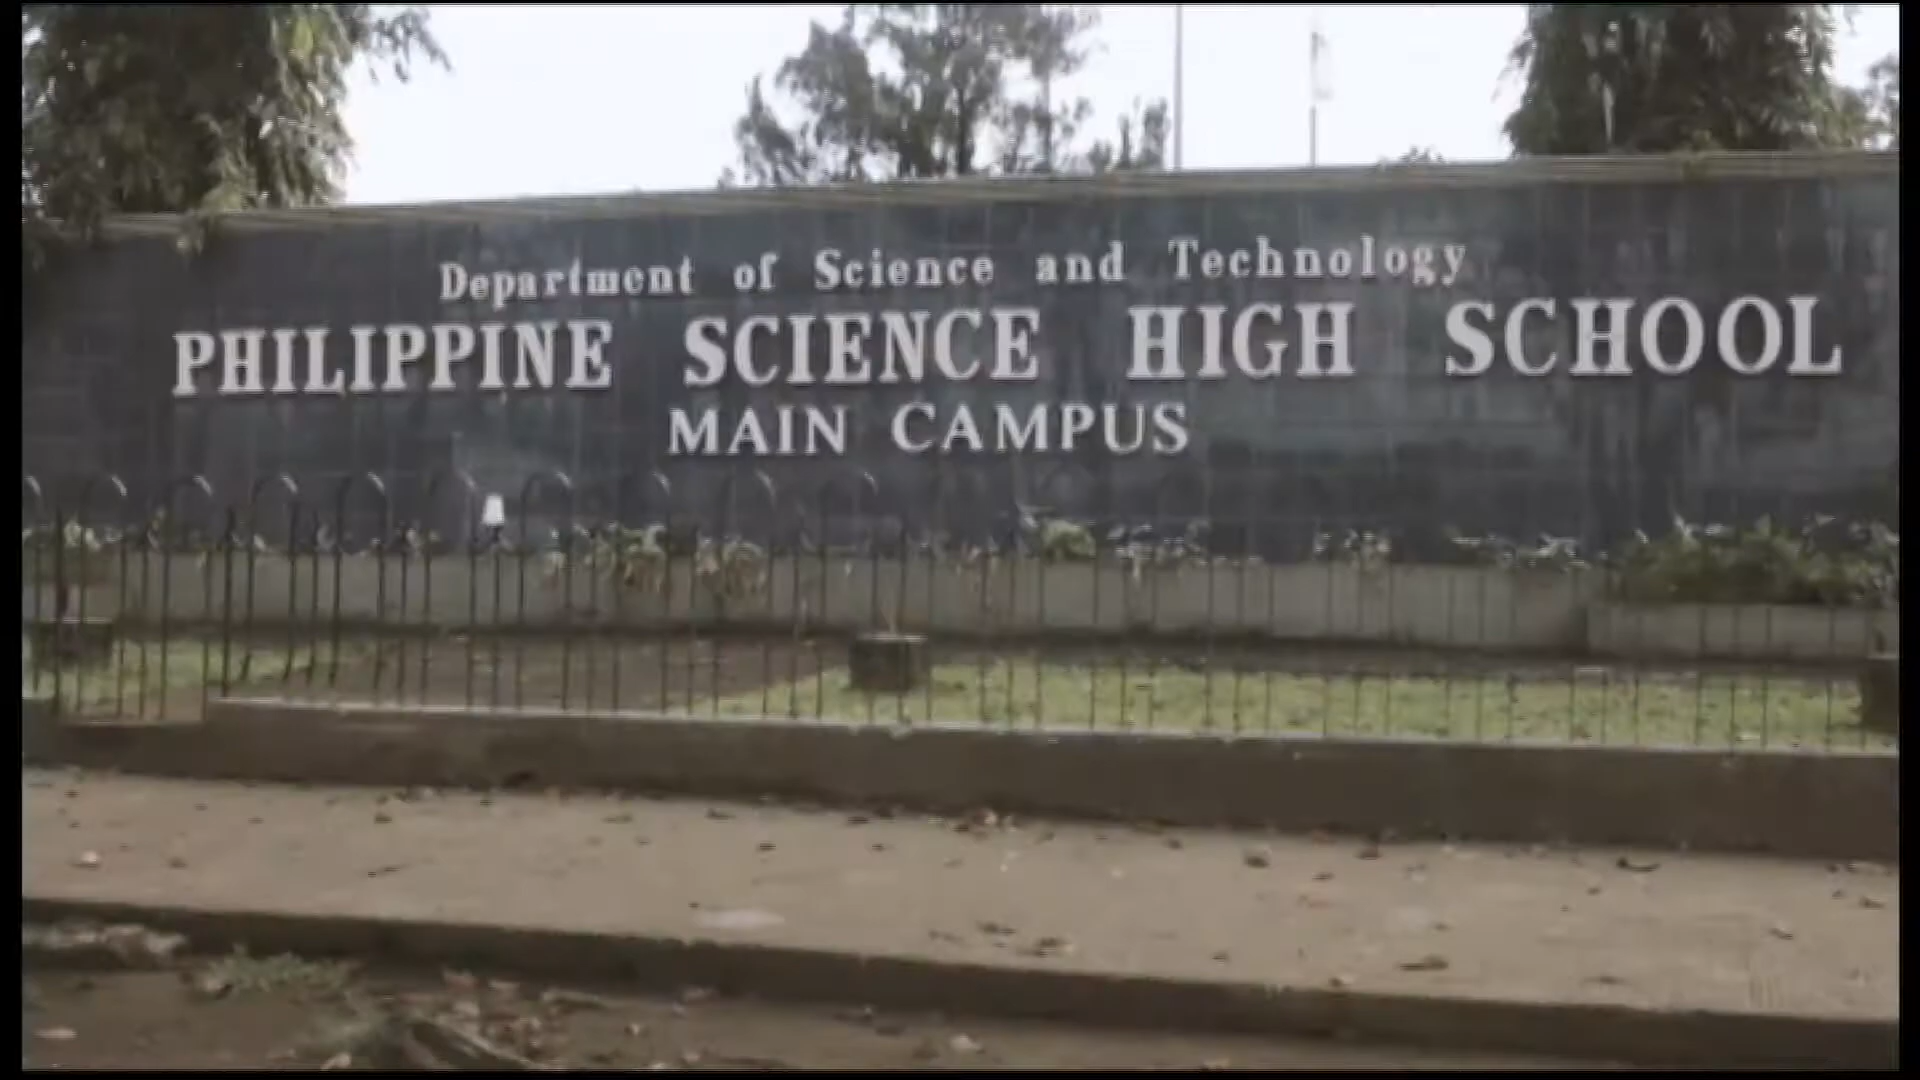 Department of Science and Technology
PHILIPPINE SCIENCE HIGH SCHOOL
MAIN CAMPUS